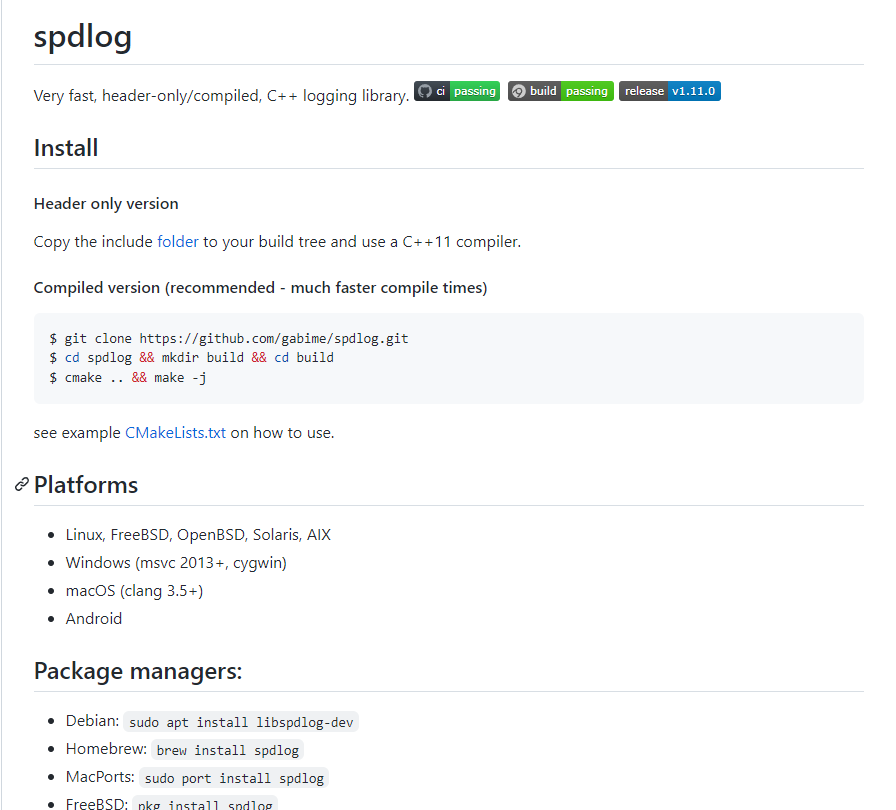 spdlog
Very fast, header-only/compiled, C++ logging library. ci passing build passing release v1.11.0
Install
Header only version
Copy the include folder to your build tree and use a C++11 compiler.
Compiled version (recommended - much faster compile times)
$ git clone https://github.com/gabime/spdlog.git
$ cd spdlog && mkdir build && cd build
$ cmake .. && make -j
see example CMakeLists.txt on how to use.
Platforms
• Linux, FreeBSD, OpenBSD, Solaris, AIX
• Windows (msvc 2013+, cygwin)
• macOS (clang 3.5+)
• Android
Package managers:
• Debian: sudo apt install libspdlog-dev
• Homebrew: brew install spdlog
• MacPorts: sudo port install spdlog
• FreeBSD: pkg install spdlog